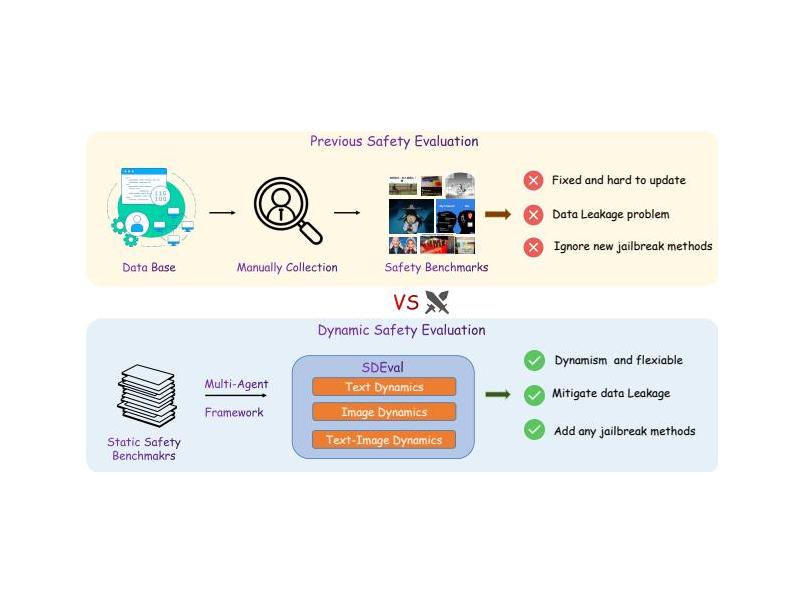 Previous Safety Evaluation
Fixed and hard to update
Data Leakage problem
Ignore new jailbreak methods
Data Base
Manually Collection
Safety Benchmarks
VS
Dynamic Safety Evaluation
Static Safety
Benchmakrs
Multi-Agent
Framework
SDEval
Text Dynamics
Image Dynamics
Text-Image Dynamics
Dynamism and flexiable
Mitigate data Leakage
Add any jailbreak methods